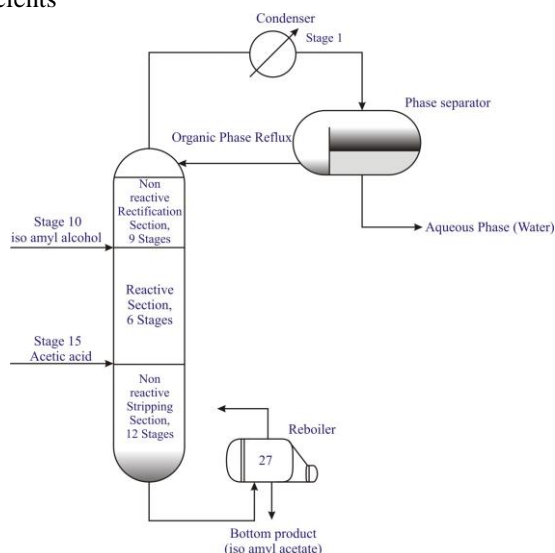 Condenser
Stage 1
Phase separator
Organic Phase Reflux
Non
reactive
Rectification
Section,
9 Stages
Stage 10
iso amyl alcohol
Aqueous Phase (Water)
Reactive
Section,
6 Stages
Stage 15
Acetic acid
Non
reactive
Stripping
Section,
12 Stages
Reboiler
27
Bottom product
(iso amyl acetate)